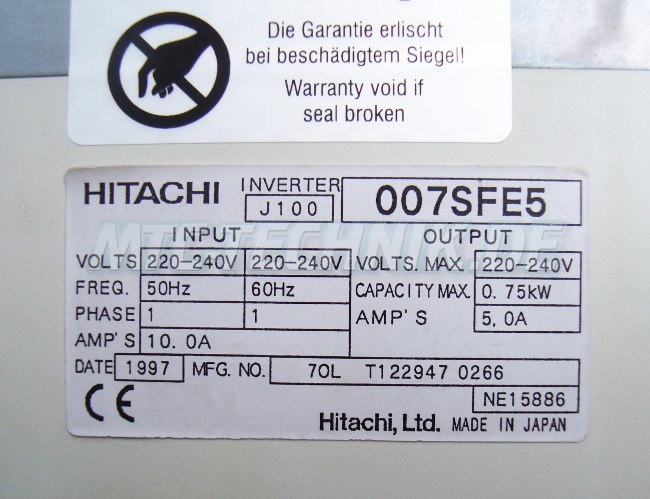 Die Garantie erlischt
bei beschädigtem Siegel!
Warranty void if
seal broken
HITACHI INVERTER J100 007SFE5
INPUT OUTPUT
VOLTS 220-240V 220-240V VOLTS. MAX. 220-240V
FREQ. 50Hz 60Hz CAPACITY MAX. 0.75kW
PHASE 1 1 AMP'S 5.0A
AMP'S 10.0A
DATE 1997 MFG. NO. 70L T122947 0266
CE NE15886
Hitachi, Ltd. MADE IN JAPAN